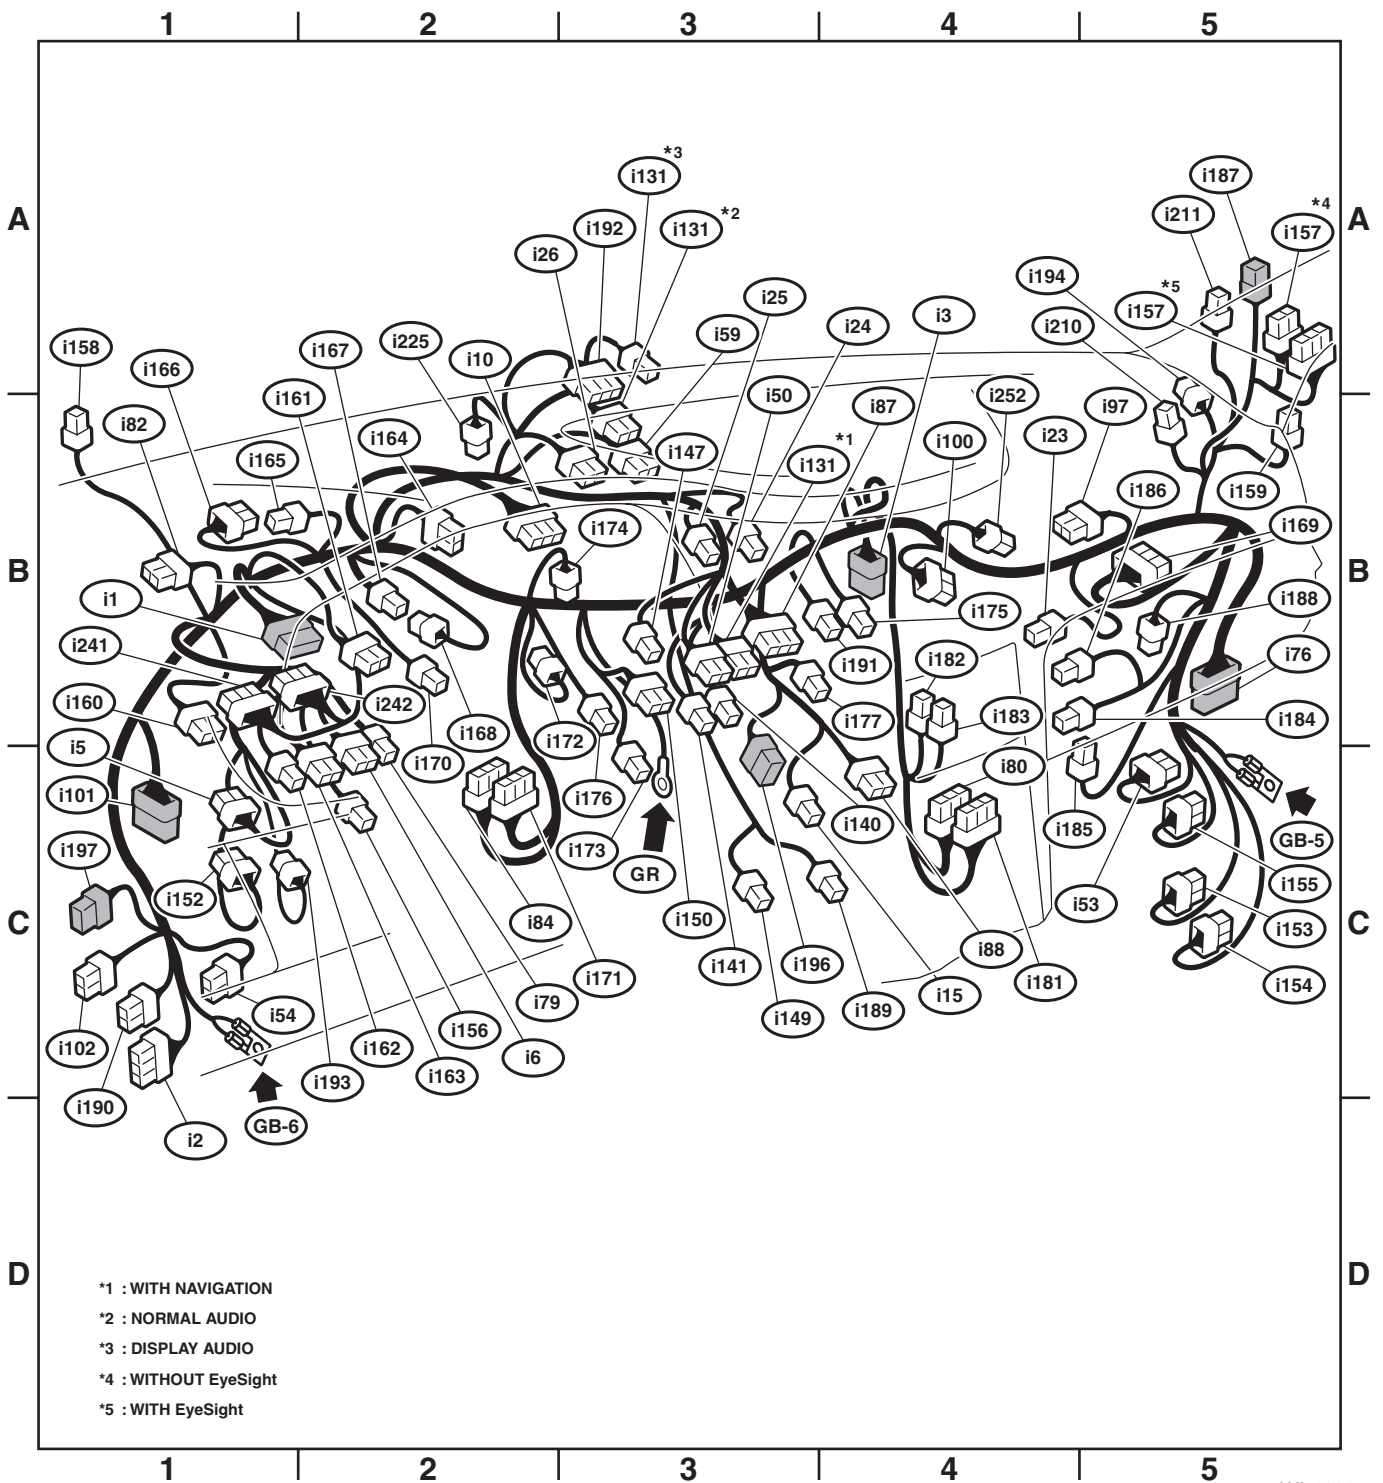 1 2 3 4 5
A A
*3
i131
i187
*4
i192
i131 *2
i211
i157
i26
i194
i25
*5
i157
i3
i24
i210
i59
i225
i167
i158
i10
i166
i50
i252
i161
i87
i97
i82
i23
i164
i100
i147
*1
i131
i165
i186
i159
i174
i169
B B
i1
i188
i175
i241
i76
i182
i191
i160
i242
i183
i184
i177
i168
i172
i5
i170
i80
i101
i176
i140
i185
GB-5
i197
i173
GR
i155
i152
i53
C C
i84
i150
i153
i88
i196
i141
i171
i181
i154
i15
i79
i189
i54
i149
i156
i102
i162
i6
i163
i193
i190
GB-6
i2
D D
*1 : WITH NAVIGATION
*2 : NORMAL AUDIO
*3 : DISPLAY AUDIO
*4 : WITHOUT EyeSight
*5 : WITH EyeSight
1 2 3 4 5